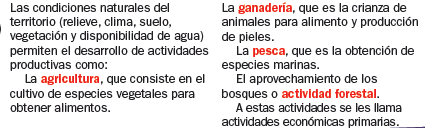 Las condiciones naturales del
territorio (relieve, clima, suelo,
vegetación y disponibilidad de agua)
permiten el desarrollo de actividades
productivas como:
La agricultura, que consiste en el
cultivo de especies vegetales para
obtener alimentos.
La ganadería, que es la crianza de
animales para alimento y producción
de pieles.
La pesca, que es la obtención de
especies marinas.
El aprovechamiento de los
bosques o actividad forestal.
A estas actividades se les llama
actividades económicas primarias.